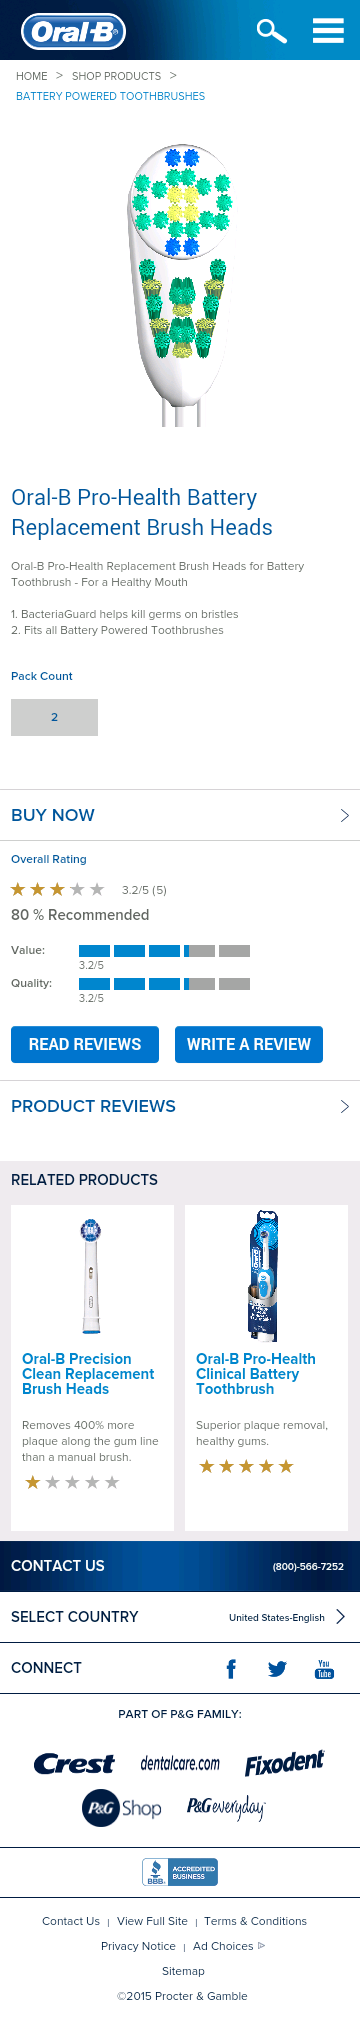 Oral-B
HOME > SHOP PRODUCTS >
BATTERY POWERED TOOTHBRUSHES
Oral-B Pro-Health Battery
Replacement Brush Heads
Oral-B Pro-Health Replacement Brush Heads for Battery
Toothbrush - For a Healthy Mouth
1. BacteriaGuard helps kill germs on bristles
2. Fits all Battery Powered Toothbrushes
Pack Count
2
BUY NOW
Overall Rating
3.2/5 (5)
80 % Recommended
Value:
3.2/5
Quality:
3.2/5
READ REVIEWS WRITE A REVIEW
PRODUCT REVIEWS
RELATED PRODUCTS
Oral-B Precision
Clean Replacement
Brush Heads
Removes 400% more
plaque along the gum line
than a manual brush.
Oral-B
Oral-B Pro-Health
Clinical Battery
Toothbrush
Superior plaque removal,
healthy gums.
CONTACT US (800)-566-7252
SELECT COUNTRY United States-English
CONNECT f You Tube
PART OF P&G FAMILY:
Crest dentalcare.com Fixodent
P&G Shop P&G everyday
BBB ACCREDITED BUSINESS
Contact Us | View Full Site | Terms & Conditions
Privacy Notice | Ad Choices
Sitemap
©2015 Procter & Gamble